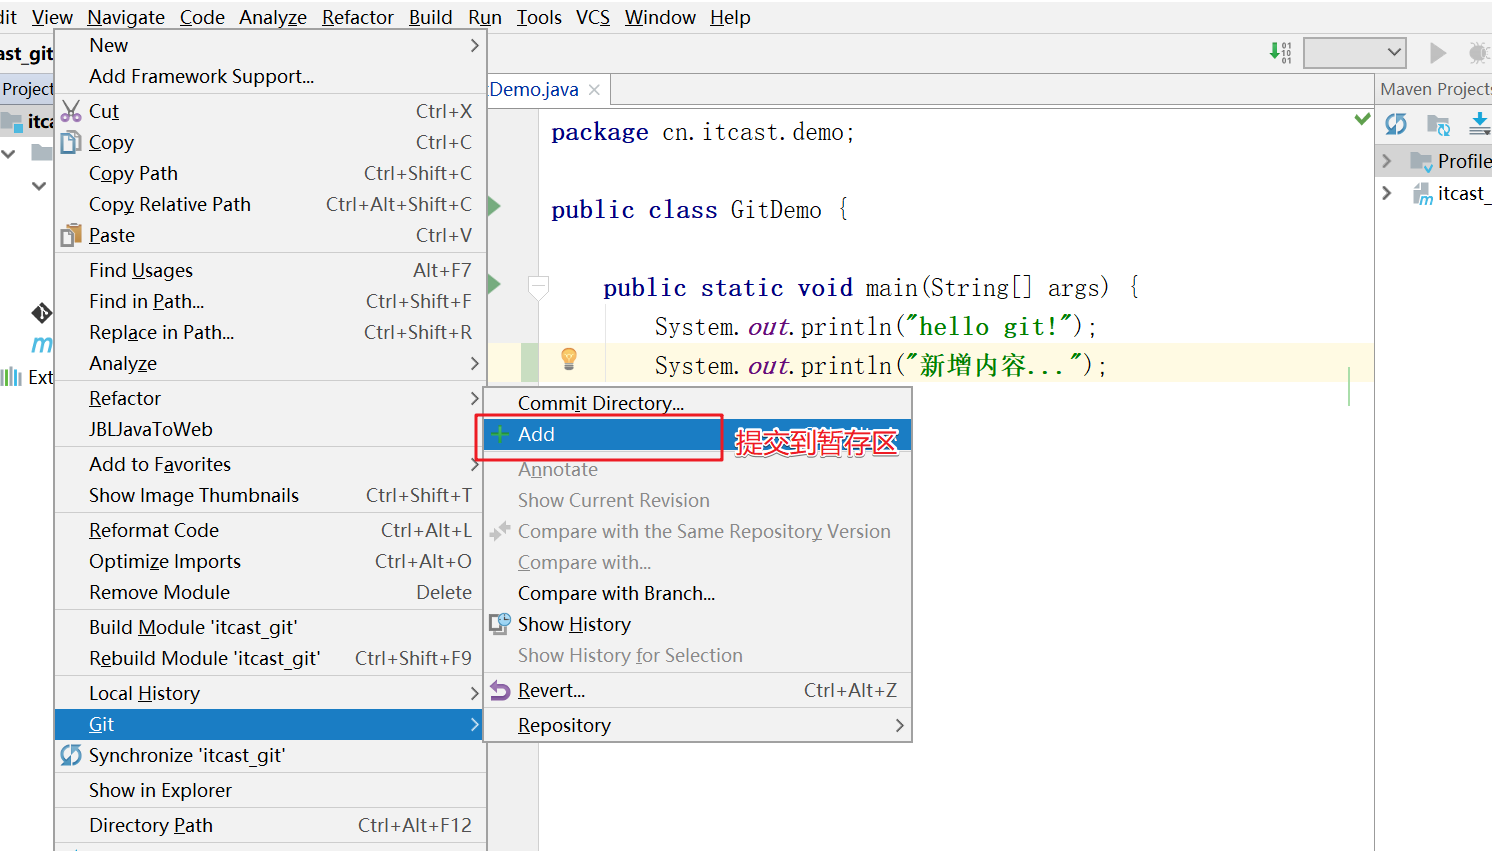 dit View Navigate Code Analyze Refactor Build Run Tools VCS Window Help
ast_git
Project
itca
Ext
New
Add Framework Support...
Cut Ctrl+X
Copy Ctrl+C
Copy Path Ctrl+Shift+C
Copy Relative Path Ctrl+Alt+Shift+C
Paste Ctrl+V
Find Usages Alt+F7
Find in Path... Ctrl+Shift+F
Replace in Path... Ctrl+Shift+R
Analyze
Refactor
JBLJavaToWeb
Add to Favorites
Show Image Thumbnails Ctrl+Shift+T
Reformat Code Ctrl+Alt+L
Optimize Imports Ctrl+Alt+O
Remove Module Delete
Build Module 'itcast_git'
Rebuild Module 'itcast_git' Ctrl+Shift+F9
Local History
Git
Synchronize 'itcast_git'
Show in Explorer
Directory Path Ctrl+Alt+F12
tDemo.java
package cn.itcast.demo;
public class GitDemo {
public static void main(String[] args) {
System.out.println("hello git!");
System.out.println("新增内容...");
Commit Directory...
Add
提交到暂存区
Annotate
Show Current Revision
Compare with the Same Repository Version
Compare with...
Compare with Branch...
Show History
Show History for Selection
Revert... Ctrl+Alt+Z
Repository
Maven Projects
Profile
itcast_